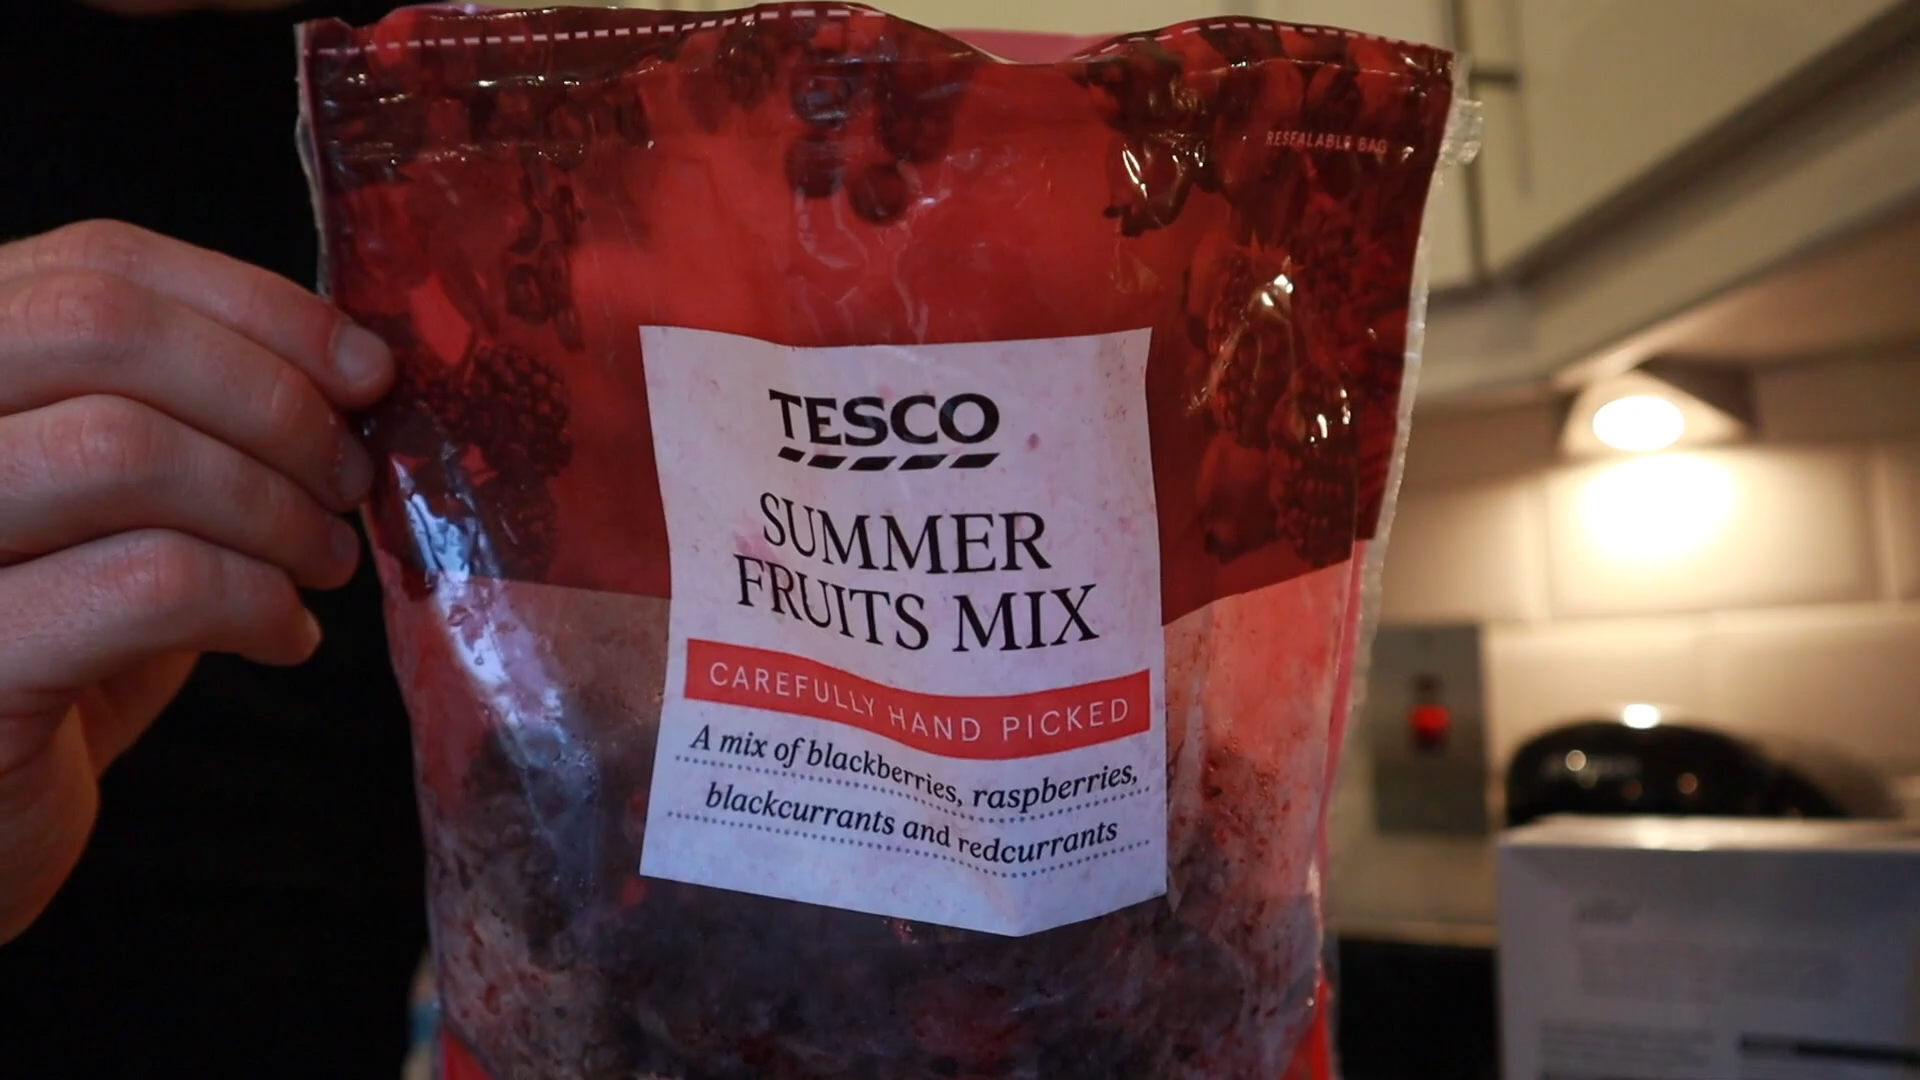 RESEALABLE BAG
TESCO
SUMMER
FRUITS MIX
CAREFULLY HAND PICKED
A mix of blackberries, raspberries,
blackcurrants and redcurrants